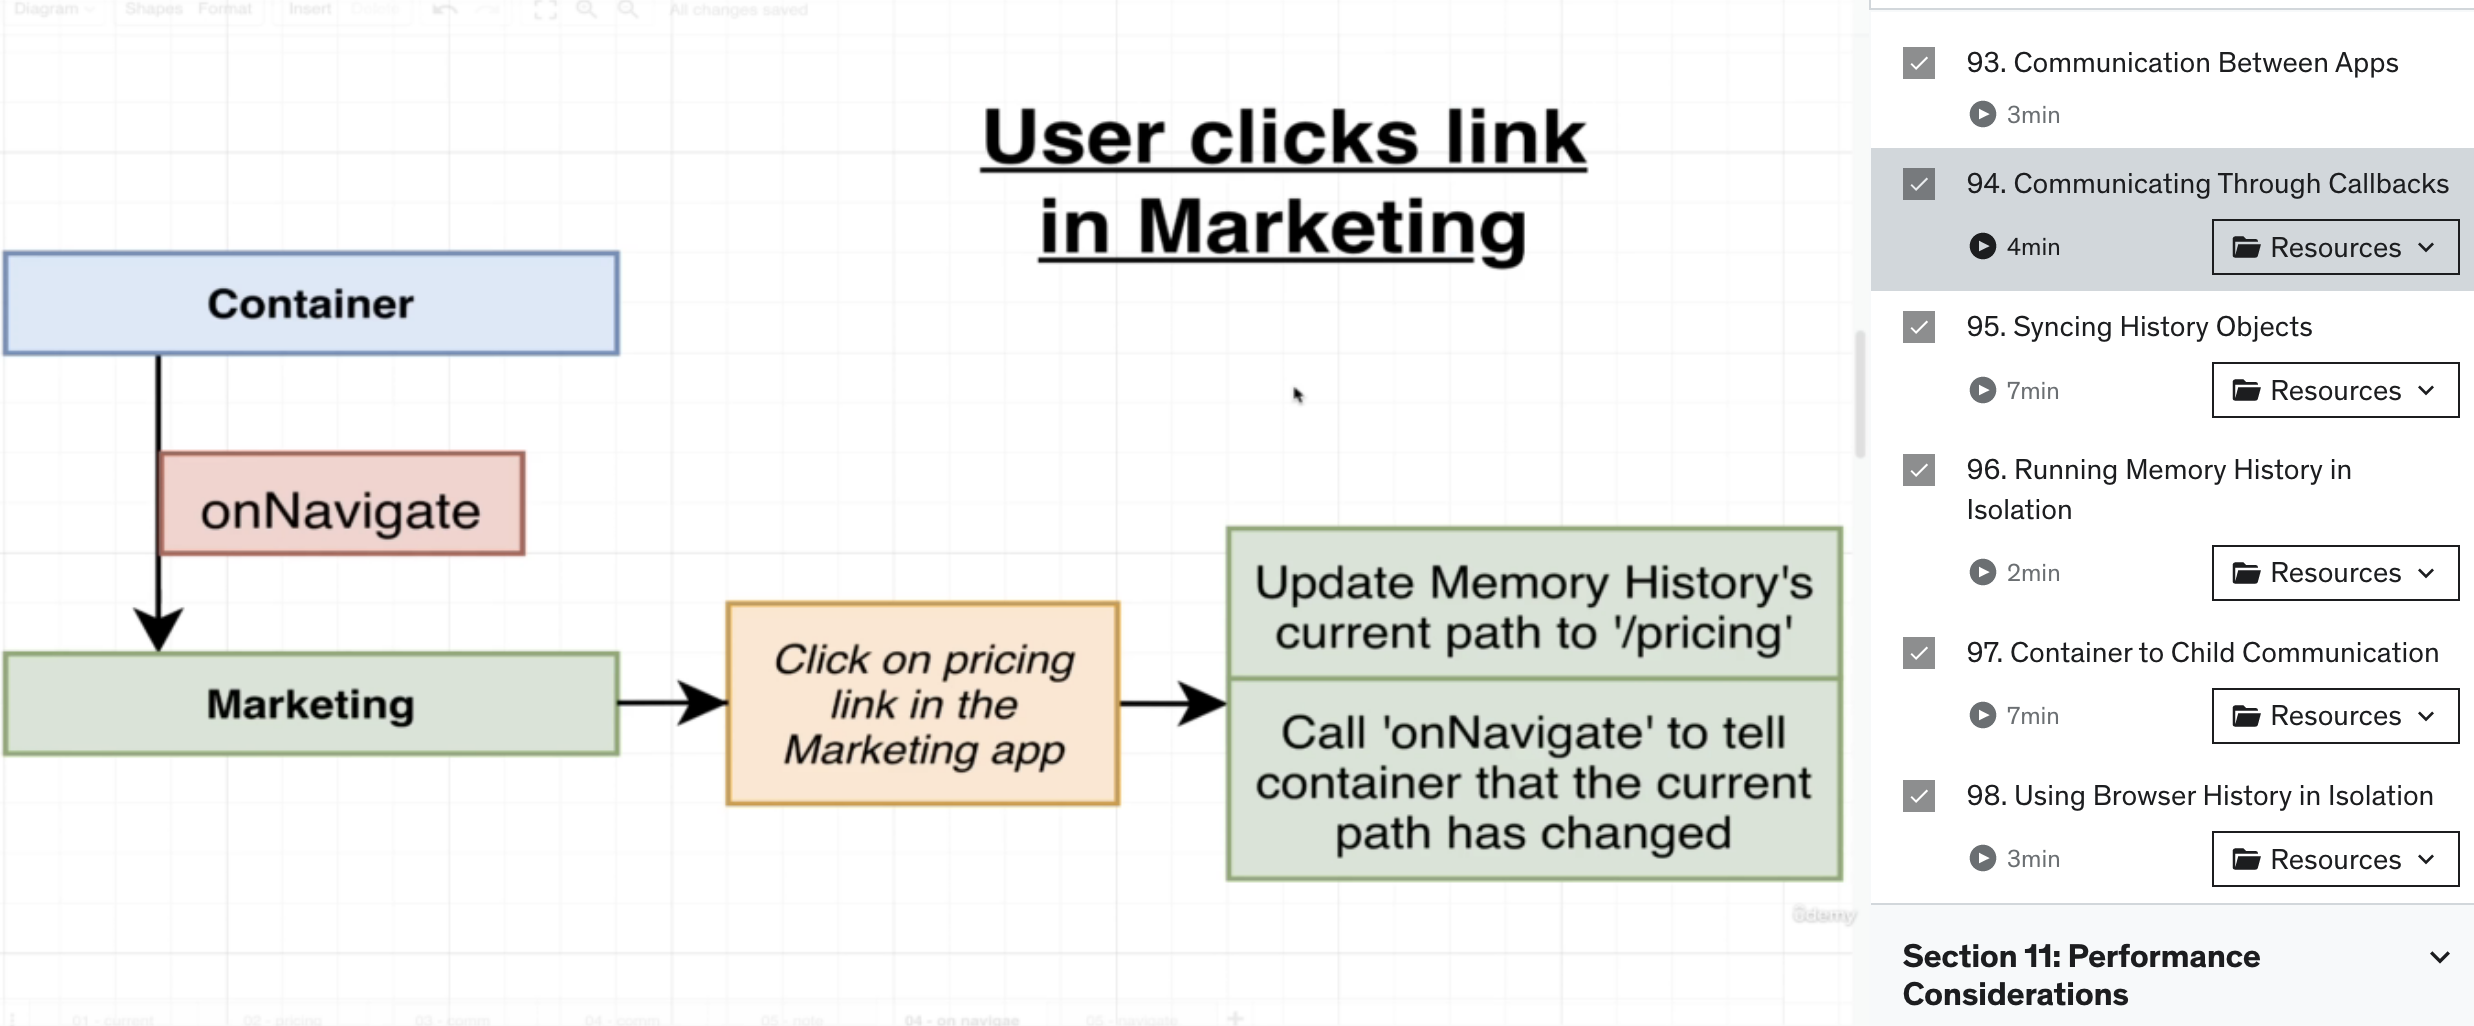 Diagram
Shapes
Format
Insert
Delete
All changes saved
User clicks link
in Marketing
Container
onNavigate
Marketing
Click on pricing
link in the
Marketing app
Update Memory History's
current path to '/pricing'
Call 'onNavigate' to tell
container that the current
path has changed
ûdemy
01 - current
02 - pricing
03 - comm
04 - comm
05 - note
04 - on navigae
05 - navigate
93. Communication Between Apps
3min
94. Communicating Through Callbacks
4min
Resources
95. Syncing History Objects
7min
Resources
96. Running Memory History in
Isolation
2min
Resources
97. Container to Child Communication
7min
Resources
98. Using Browser History in Isolation
3min
Resources
Section 11: Performance
Considerations